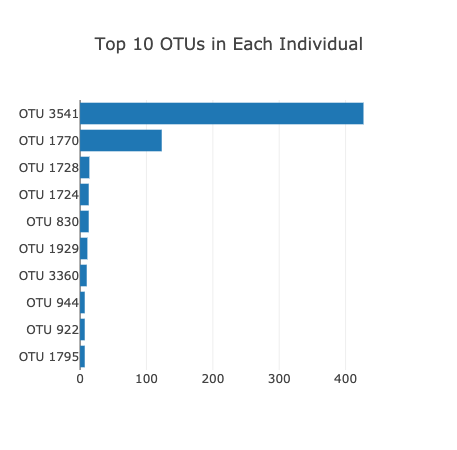 Top 10 OTUs in Each Individual
OTU 3541
OTU 1770
OTU 1728
OTU 1724
OTU 830
OTU 1929
OTU 3360
OTU 944
OTU 922
OTU 1795
0 100 200 300 400